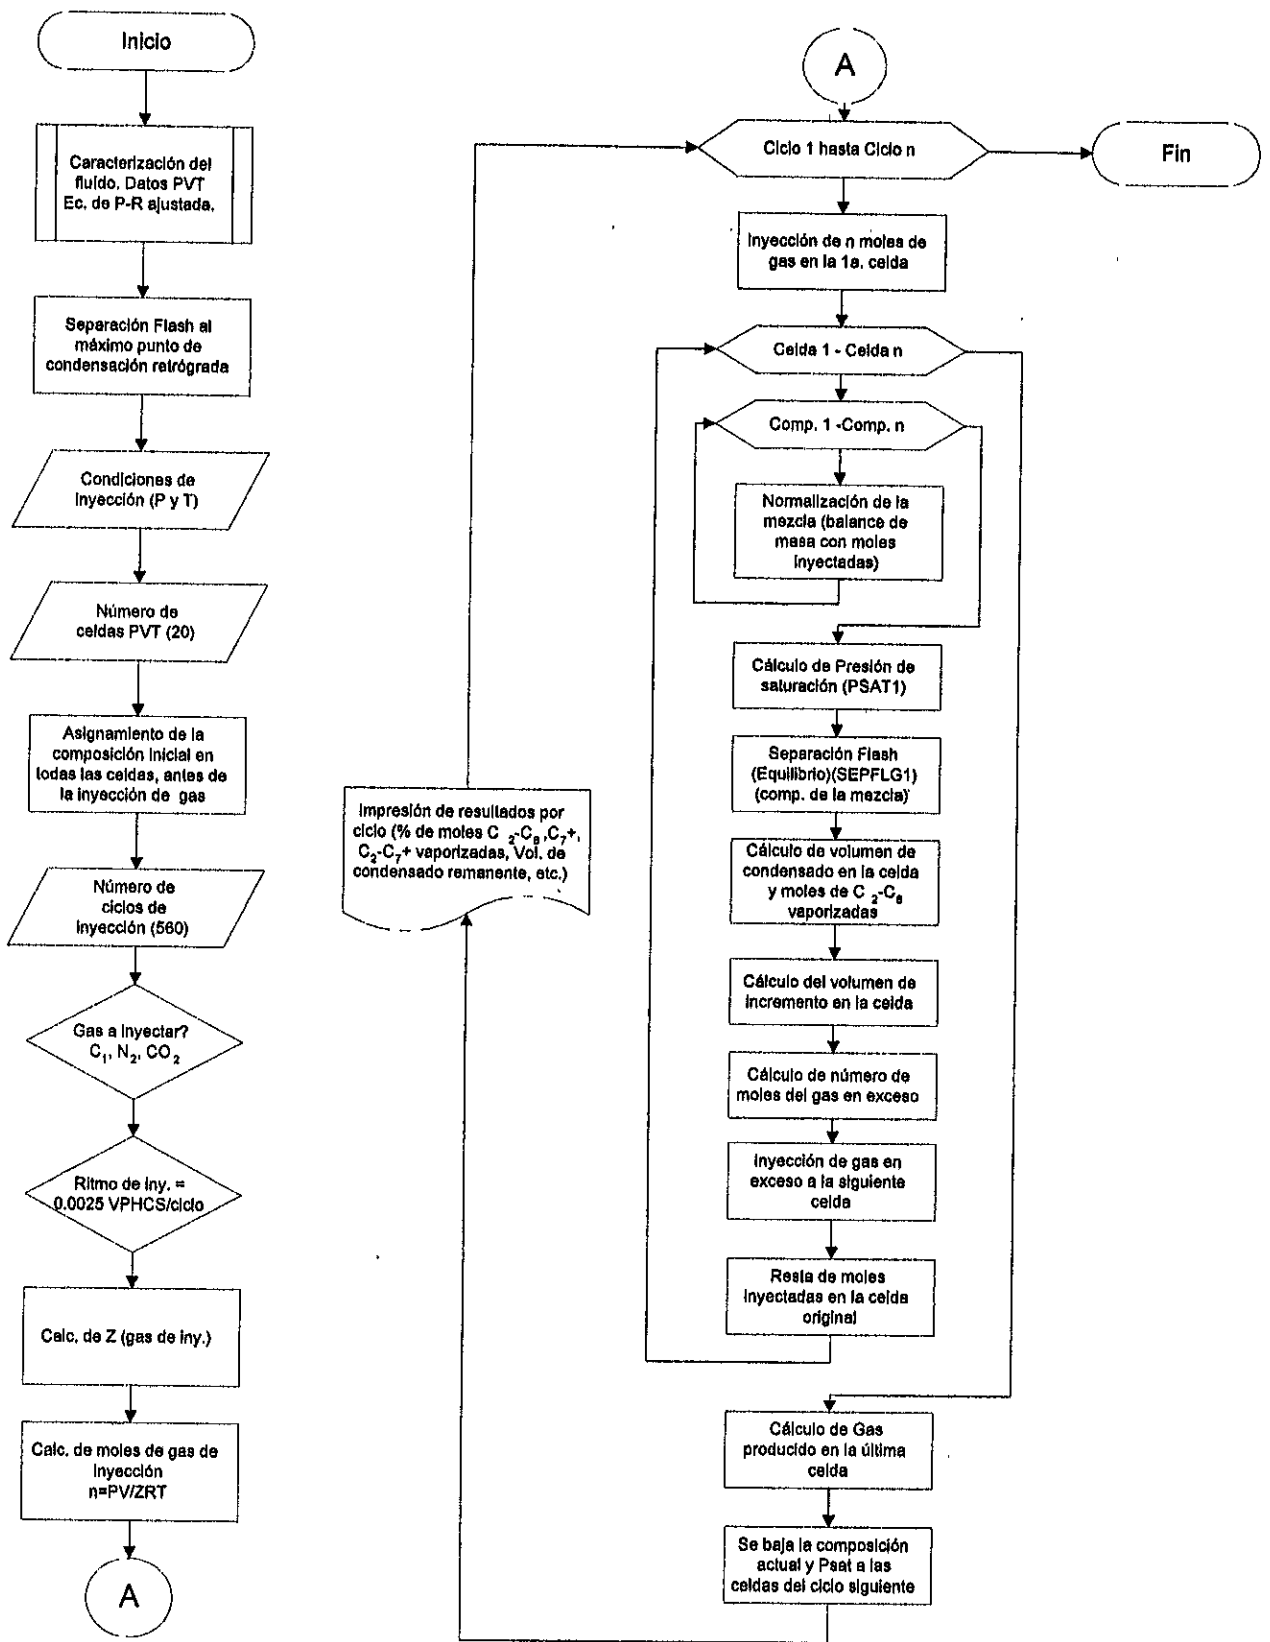 Inicio
Caracterización del
fluído. Datos PVT
Ec. de P-R ajustada.
Separación Flash al
máximo punto de
condensación retrógrada
Condiciones de
Inyección (P y T)
Número de
celdas PVT (20)
Asignamiento de la
composición inicial en
todas las celdas, antes de
la inyección de gas
Número de
ciclos de
Inyección (560)
Gas a Inyectar?
C₁, N₂, CO₂
Ritmo de iny. =
0.0025 VPHCS/ciclo
Calc. de Z (gas de iny.)
Calc. de moles de gas de
Inyección
n=PV/ZRT
A
A
Ciclo 1 hasta Ciclo n
Fin
Inyección de n moles de
gas en la 1a. celda
Celda 1 - Celda n
Comp. 1 -Comp. n
Normalización de la
mezcla (balance de
masa con moles
Inyectadas)
Cálculo de Presión de
saturación (PSAT1)
Separación Flash
(Equilibrio)(SEPFLG1)
(comp. de la mezcla)
Cálculo de volumen de
condensado en la celda
y moles de C₂-C₆
vaporizadas
Cálculo del volumen de
incremento en la celda
Cálculo de número de
moles del gas en exceso
Inyección de gas en
exceso a la siguiente
celda
Resta de moles
Inyectadas en la celda
original
Cálculo de Gas
producido en la última
celda
Se baja la composición
actual y Psat a las
celdas del ciclo siguiente
Impresión de resultados por
ciclo (% de moles C₂-C₆,C₇+,
C₂-C₇+ vaporizadas, Vol. de
condensado remanente, etc.)